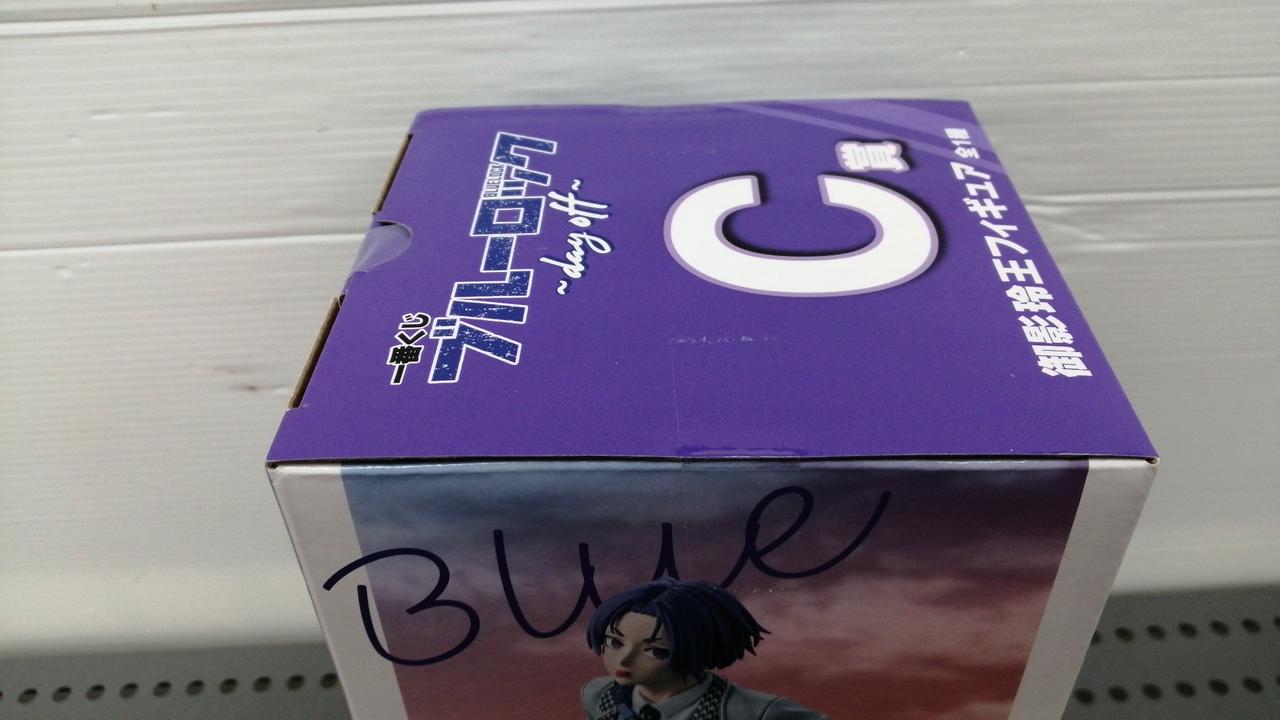 一番くじ
ブルーロック
BLUELOCK
~day off~
C賞
御影 玲王フィギュア 全1種
Blue